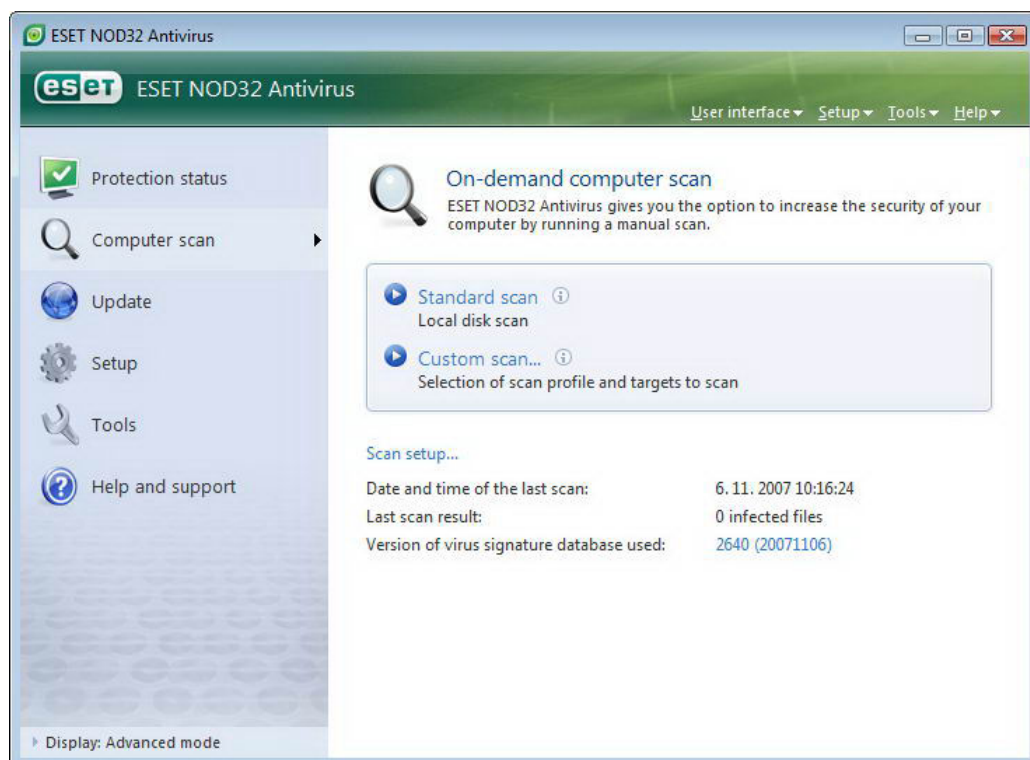 ESET NOD32 Antivirus
eseT ESET NOD32 Antivirus
User interface Setup Tools Help
Protection status
Computer scan
Update
Setup
Tools
Help and support
Display: Advanced mode
On-demand computer scan
ESET NOD32 Antivirus gives you the option to increase the security of your
computer by running a manual scan.
Standard scan
Local disk scan
Custom scan...
Selection of scan profile and targets to scan
Scan setup...
Date and time of the last scan: 6. 11. 2007 10:16:24
Last scan result: 0 infected files
Version of virus signature database used: 2640 (20071106)